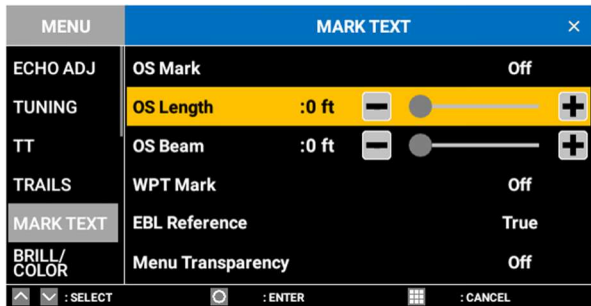 MENU MARK TEXT ×
ECHO ADJ OS Mark Off
TUNING OS Length :0 ft
TT OS Beam :0 ft
TRAILS WPT Mark Off
MARK TEXT EBL Reference True
BRILL/
COLOR Menu Transparency Off
: SELECT : ENTER : CANCEL